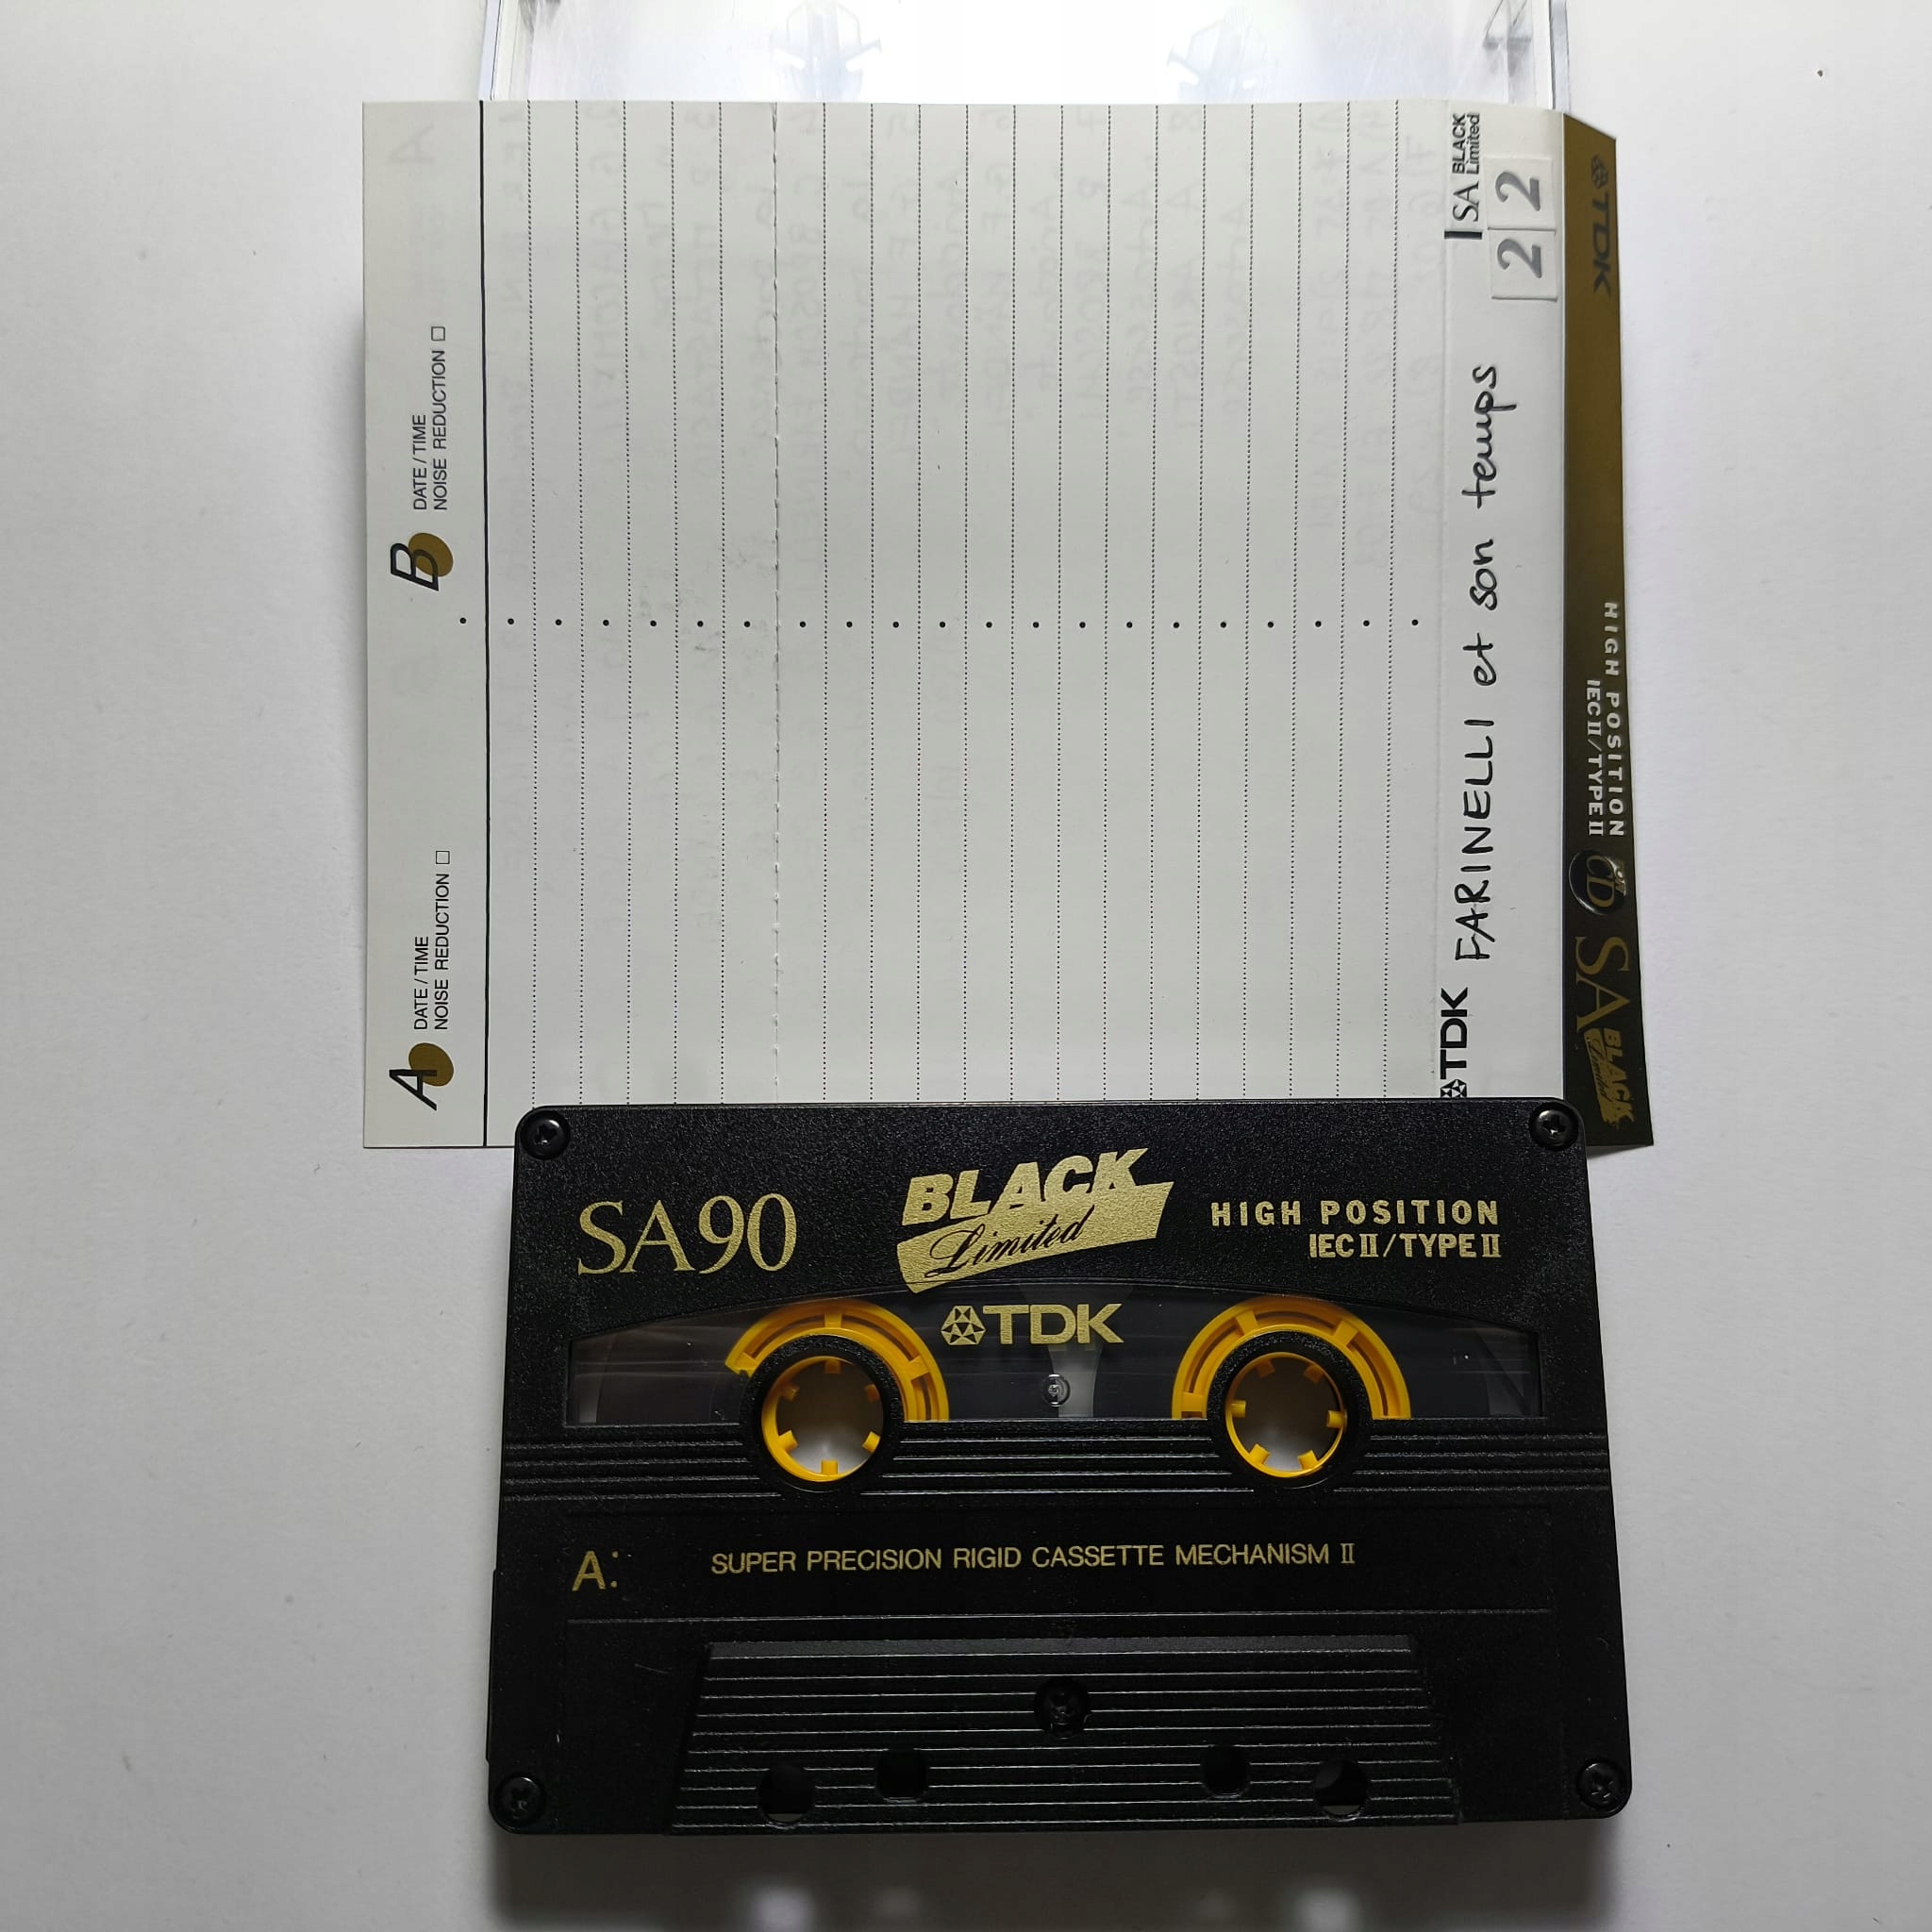 A
DATE / TIME
NOISE REDUCTION
B
DATE / TIME
NOISE REDUCTION
TDK
FARINELLI et son temps
22
SA BLACK
Limited
SA BLACK
Limited
CD
HIGH POSITION
IEC II / TYPE II
TDK
SA90
BLACK
Limited
HIGH POSITION
IEC II / TYPE II
TDK
A:
SUPER PRECISION RIGID CASSETTE MECHANISM II